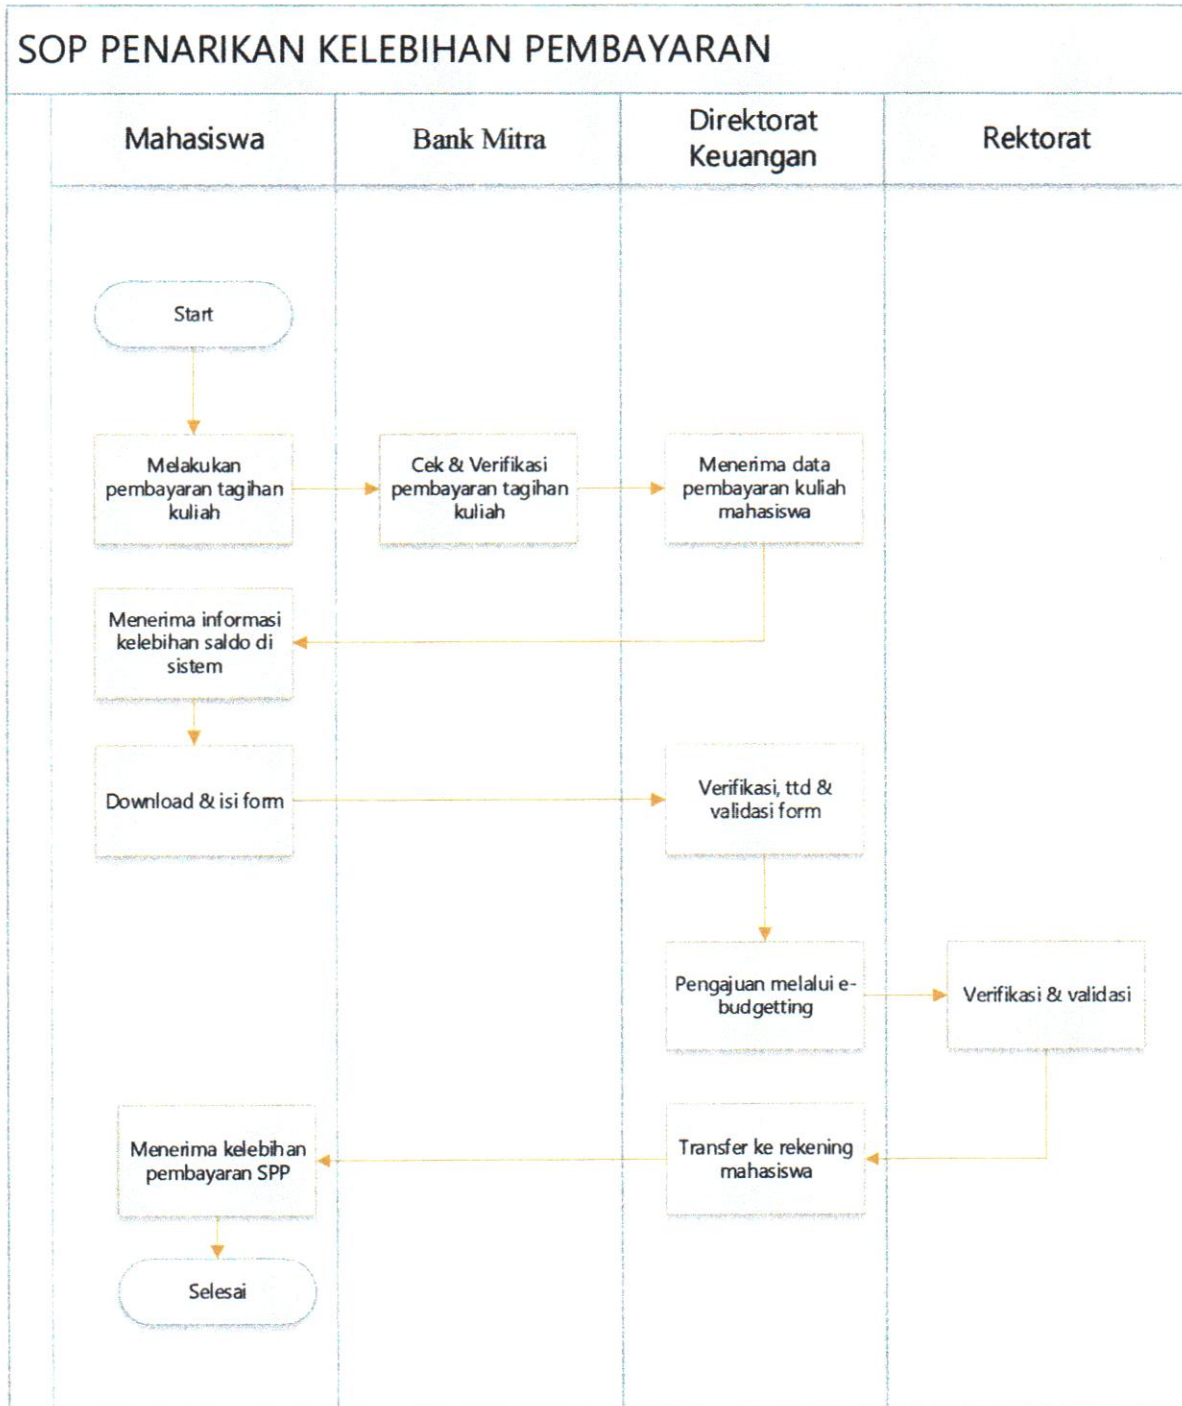 SOP PENARIKAN KELEBIHAN PEMBAYARAN
Mahasiswa
Bank Mitra
Direktorat
Keuangan
Rektorat
Start
Melakukan
pembayaran tagihan
kuliah
Cek & Verifikasi
pembayaran tagihan
kuliah
Menerima data
pembayaran kuliah
mahasiswa
Menerima informasi
kelebihan saldo di
sistem
Download & isi form
Verifikasi, ttd &
validasi form
Pengajuan melalui e-
budgetting
Verifikasi & validasi
Transfer ke rekening
mahasiswa
Menerima kelebihan
pembayaran SPP
Selesai